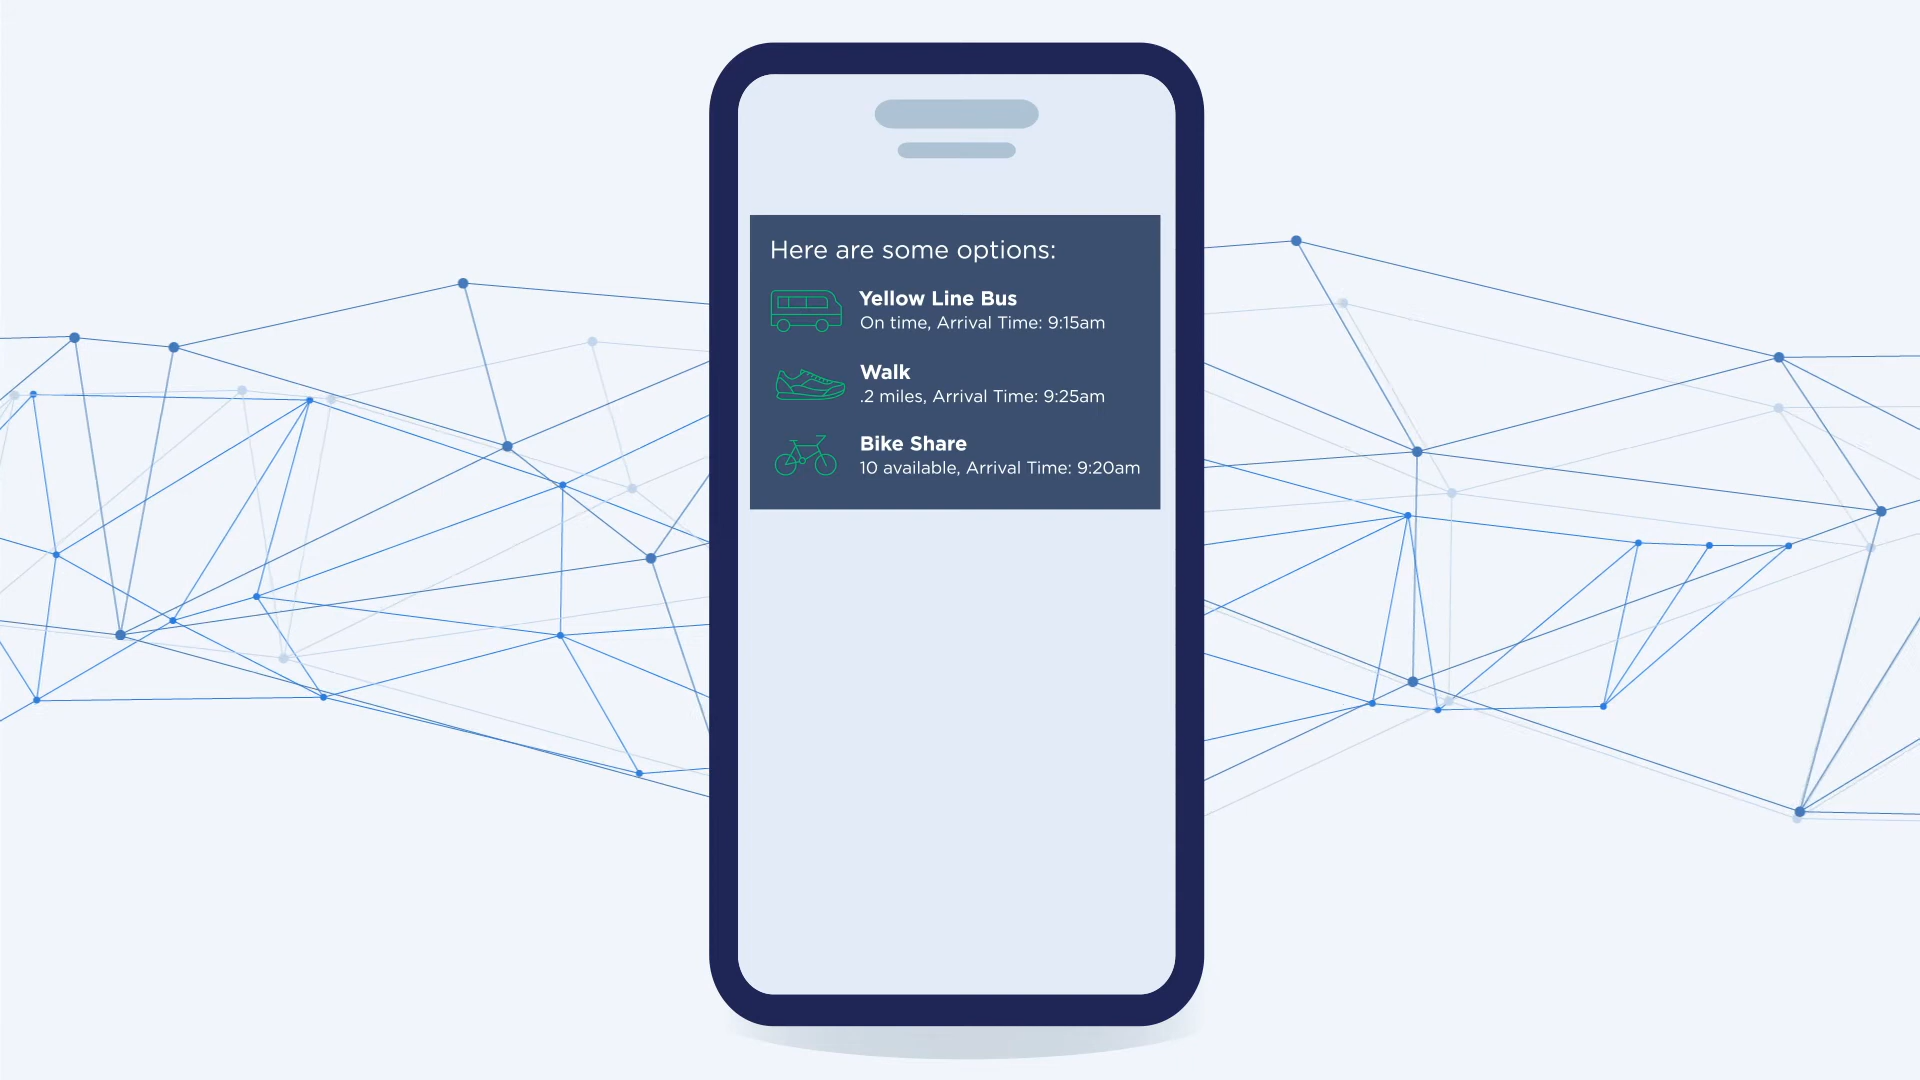 Here are some options:
Yellow Line Bus
On time, Arrival Time: 9:15am
Walk
.2 miles, Arrival Time: 9:25am
Bike Share
10 available, Arrival Time: 9:20am